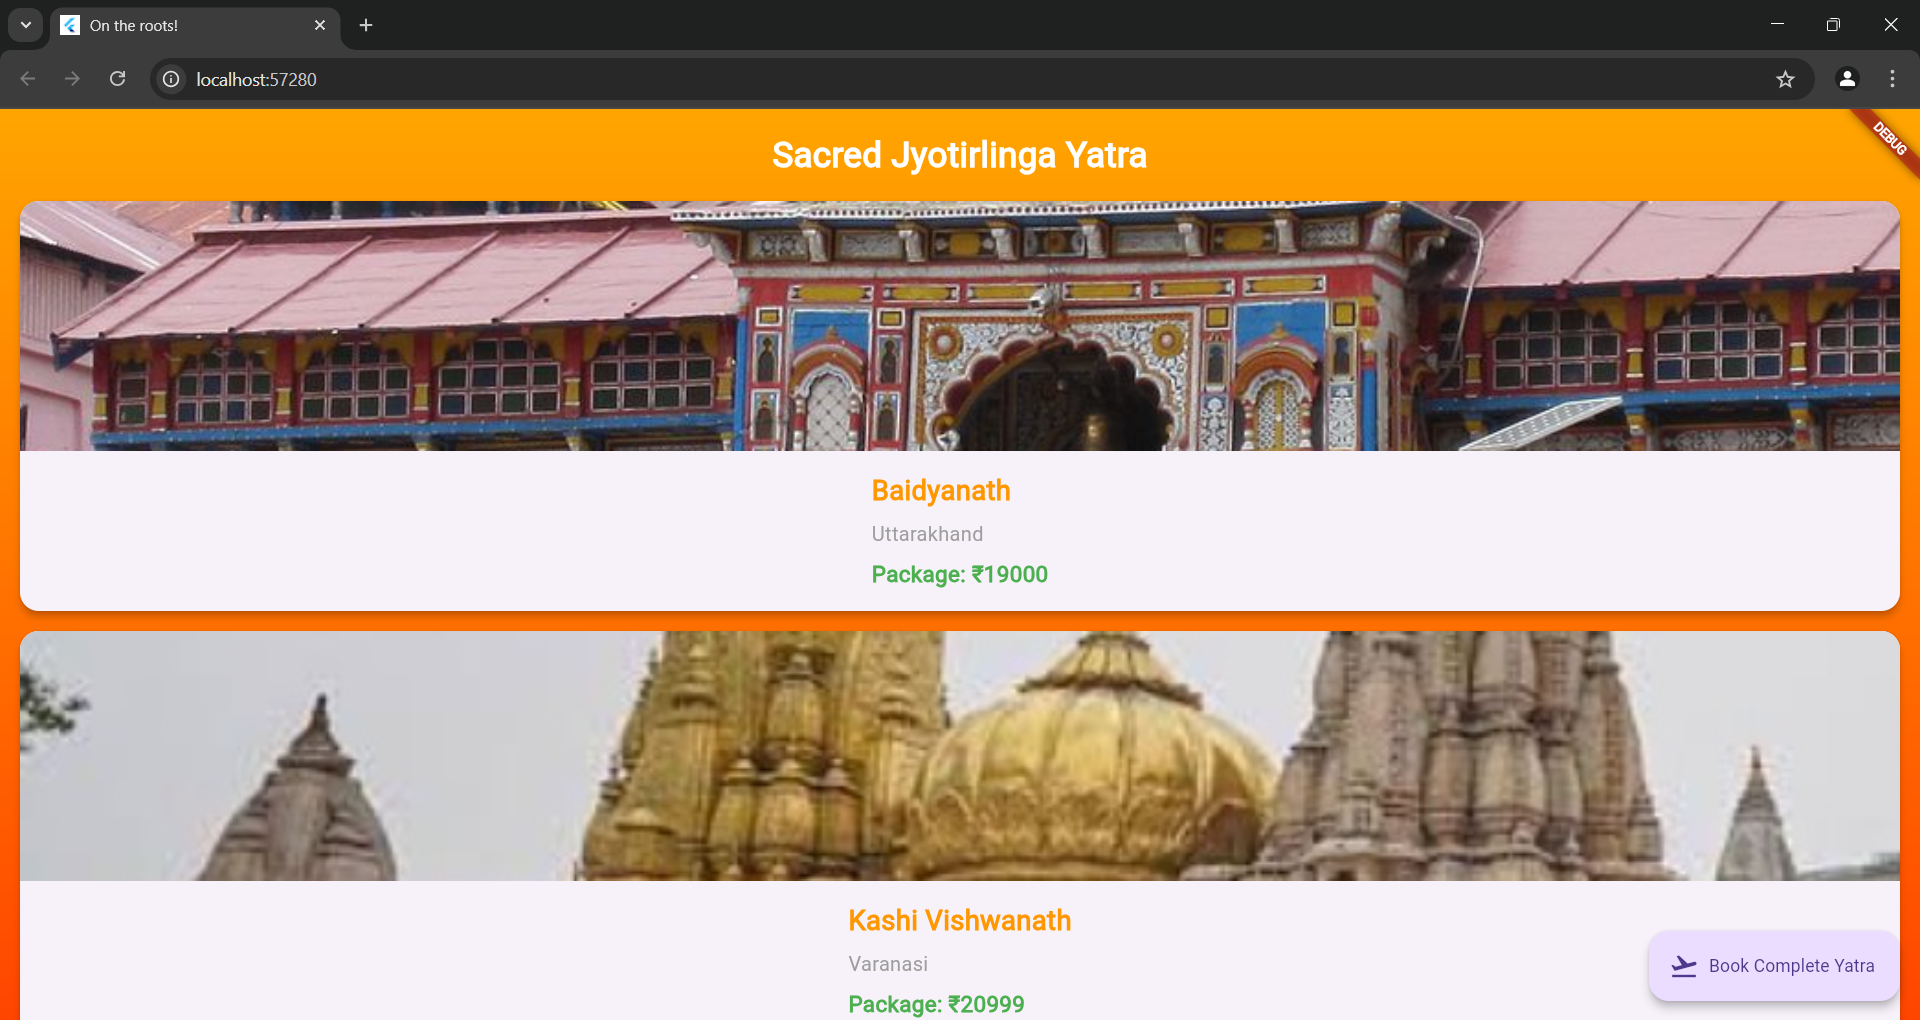 On the roots!
localhost:57280
DEBUG
Sacred Jyotirlinga Yatra
Baidyanath
Uttarakhand
Package: ₹19000
Kashi Vishwanath
Varanasi
Package: ₹20999
Book Complete Yatra